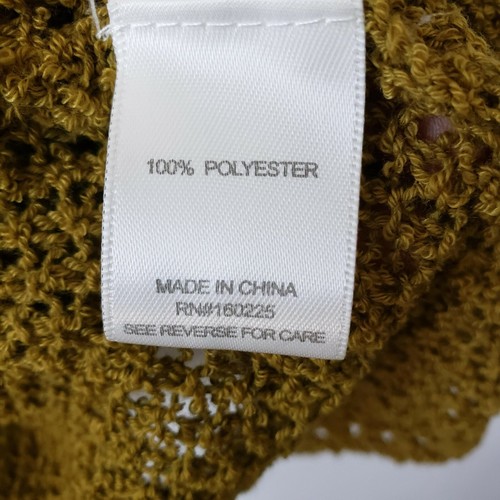 100% POLYESTER
MADE IN CHINA
RN#160225
SEE REVERSE FOR CARE